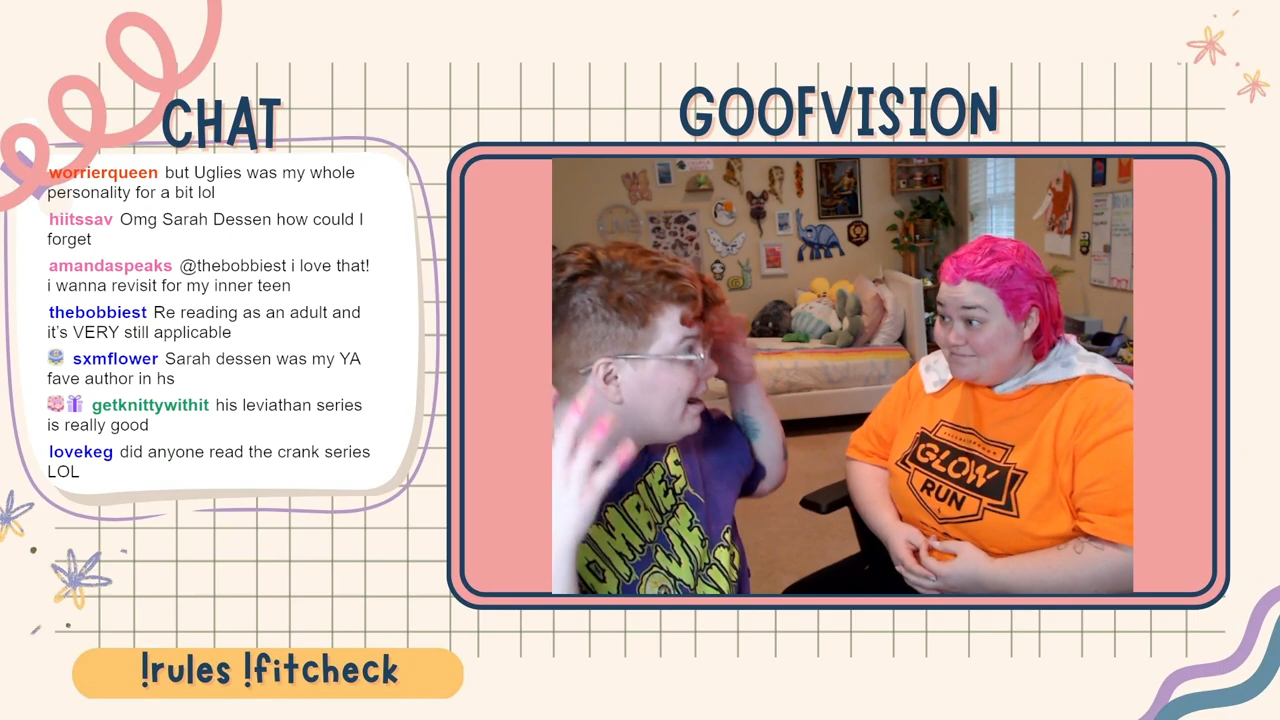 CHAT
GOOFVISION
worrierqueen but Uglies was my whole
personality for a bit lol
hiitssav Omg Sarah Dessen how could I
forget
amandaspeaks @thebobbiest i love that!
i wanna revisit for my inner teen
thebobbiest Re reading as an adult and
it's VERY still applicable
sxmflower Sarah dessen was my YA
fave author in hs
getknittywithit his leviathan series
is really good
lovekeg did anyone read the crank series
LOL
GLOW
RUN
!rules !fitcheck